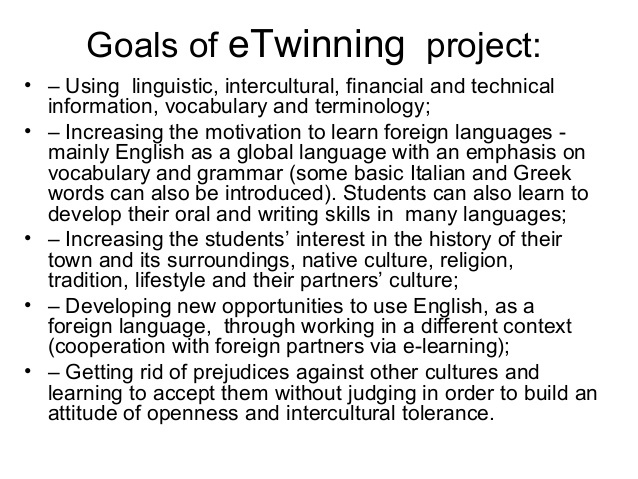 Goals of eTwinning project:
• – Using linguistic, intercultural, financial and technical
information, vocabulary and terminology;
• – Increasing the motivation to learn foreign languages -
mainly English as a global language with an emphasis on
vocabulary and grammar (some basic Italian and Greek
words can also be introduced). Students can also learn to
develop their oral and writing skills in many languages;
• – Increasing the students’ interest in the history of their
town and its surroundings, native culture, religion,
tradition, lifestyle and their partners’ culture;
• – Developing new opportunities to use English, as a
foreign language, through working in a different context
(cooperation with foreign partners via e-learning);
• – Getting rid of prejudices against other cultures and
learning to accept them without judging in order to build an
attitude of openness and intercultural tolerance.